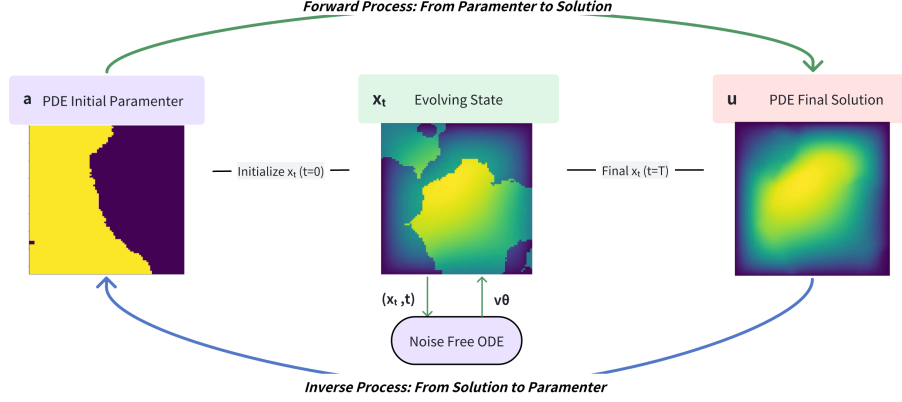 Forward Process: From Paramenter to Solution
a PDE Initial Paramenter
xₜ Evolving State
u PDE Final Solution
Initialize xₜ (t=0)
Final xₜ (t=T)
(xₜ ,t)
vθ
Noise Free ODE
Inverse Process: From Solution to Paramenter